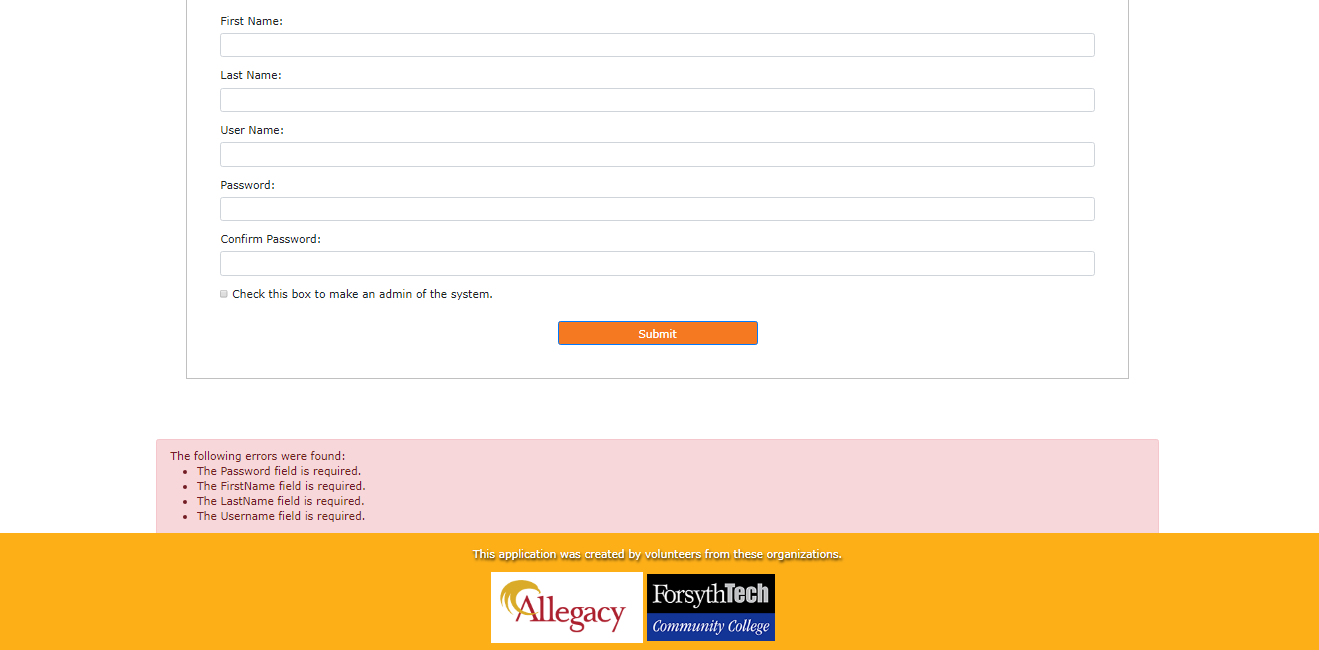 First Name:
Last Name:
User Name:
Password:
Confirm Password:
Check this box to make an admin of the system.
Submit
The following errors were found:
The Password field is required.
The FirstName field is required.
The LastName field is required.
The Username field is required.
This application was created by volunteers from these organizations.
Allegacy
ForsythTech
Community College